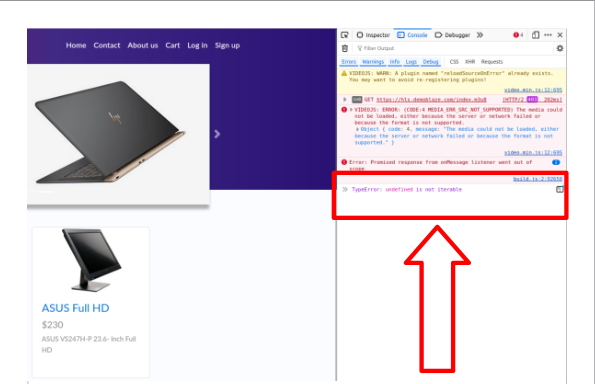 Home Contact About us Cart Log in Sign up
ASUS Full HD
$230
ASUS VS247H-P 23.6- Inch Full
HD
Inspector Console Debugger 4
Filter Output
Errors Warnings Info Logs Debug CSS XHR Requests
VIDEOJS: WARN: A plugin named "reloadSourceOnError" already exists.
You may want to avoid re-registering plugins!
video.min.js:12:695
GET https://hls.demoblaze.com/index.m3u8
VIDEOJS: ERROR: (CODE:4 MEDIA_ERR_SRC_NOT_SUPPORTED) The media could
not be loaded, either because the server or network failed or
because the format is not supported.
Object { code: 4, message: "The media could not be loaded, either
because the server or network failed or because the format is not
supported." }
video.min.js:12:695
Error: Promised response from onMessage listener went out of 2
scope
build.js:2:92650
TypeError: undefined is not iterable